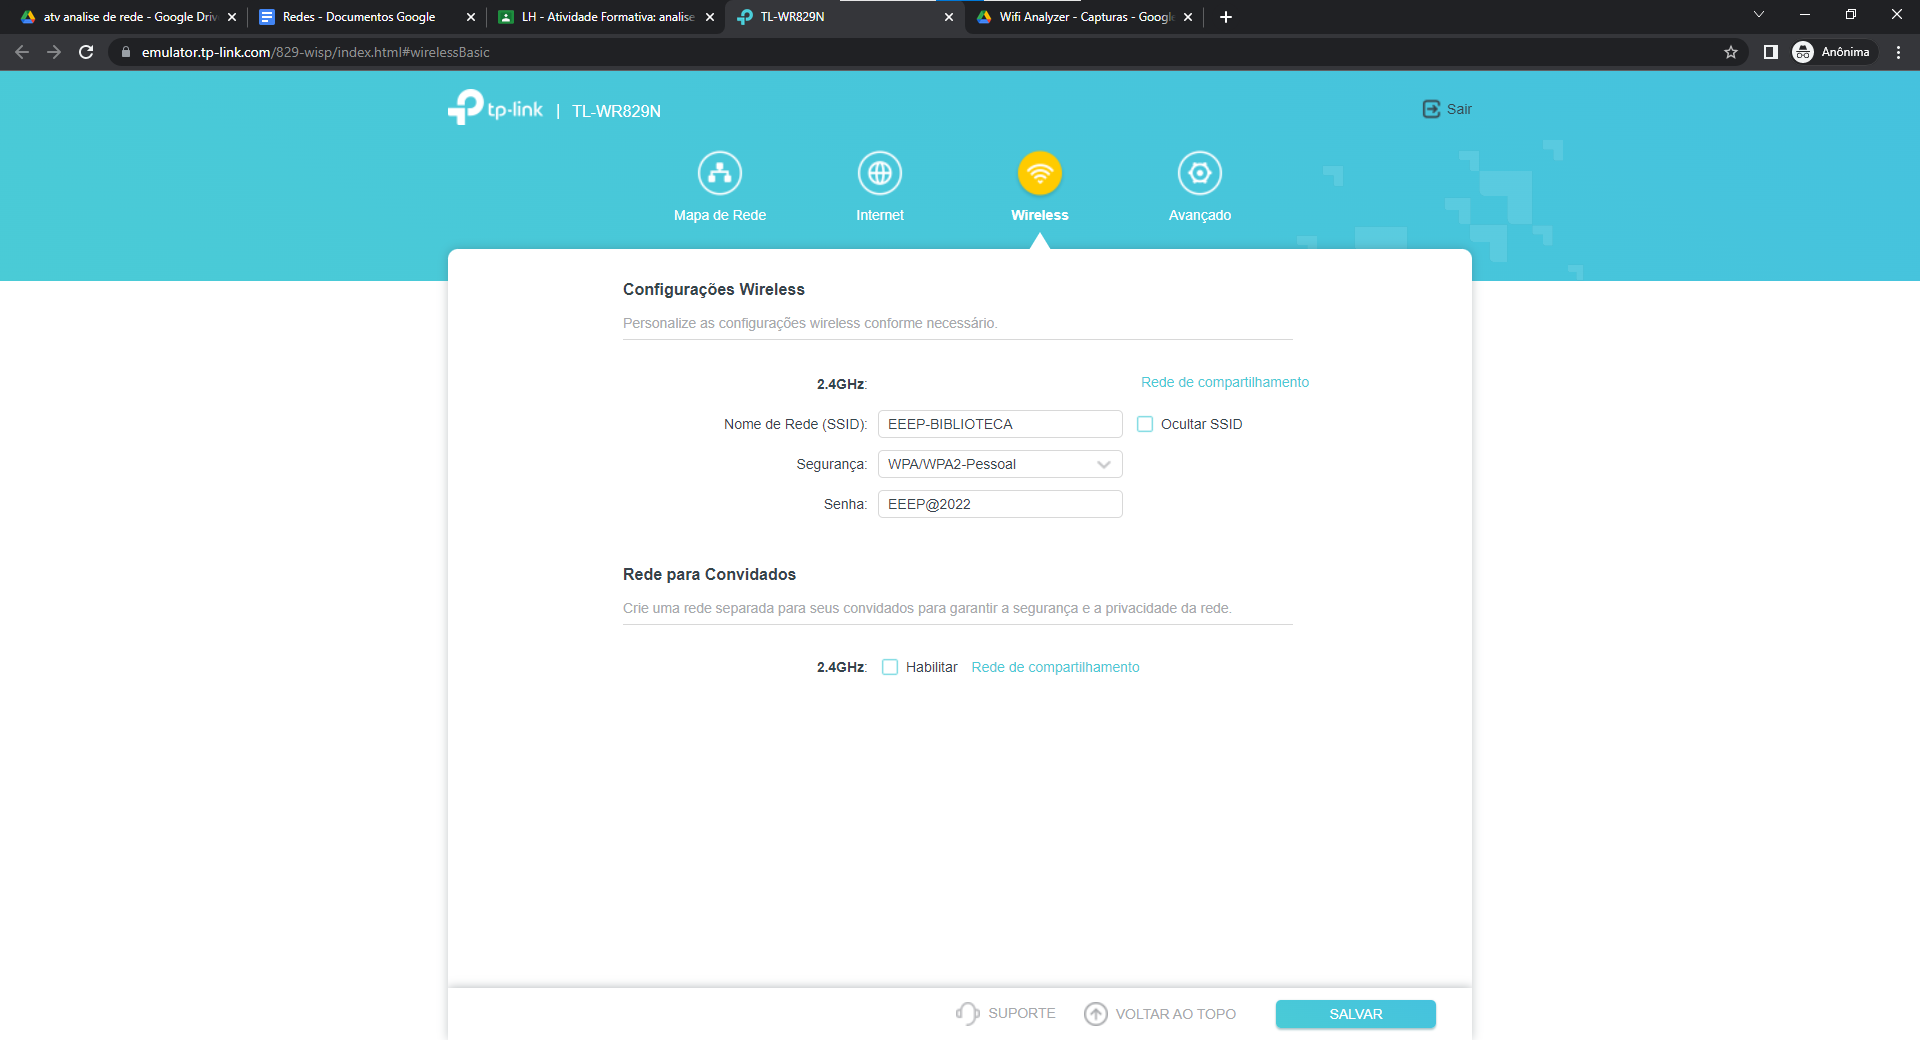 atv analise de rede - Google Driv
Redes - Documentos Google
LH - Atividade Formativa: analise
TL-WR829N
Wifi Analyzer - Capturas - Google
emulator.tp-link.com/829-wisp/index.html#wirelessBasic
Anônima
tp-link | TL-WR829N
Sair
Mapa de Rede
Internet
Wireless
Avançado
Configurações Wireless
Personalize as configurações wireless conforme necessário.
2.4GHz:
Rede de compartilhamento
Nome de Rede (SSID):
EEEP-BIBLIOTECA
Ocultar SSID
Segurança:
WPA/WPA2-Pessoal
Senha:
EEEP@2022
Rede para Convidados
Crie uma rede separada para seus convidados para garantir a segurança e a privacidade da rede.
2.4GHz:
Habilitar
Rede de compartilhamento
SUPORTE
VOLTAR AO TOPO
SALVAR